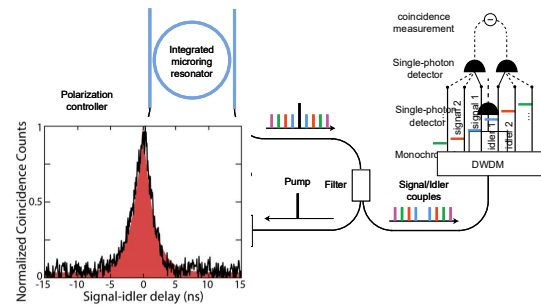 coincidence
measurement
Integrated
microring
resonator
Single-photon
detector
Polarization
controller
Single-photon
detector
signal 2
signal 1
idler 1
idler 2
...
...
Monochro
DWDM
Pump
Filter
Signal/Idler
couples
Normalized Coincidence Counts
1
0.5
0
-15
-10
-5
0
5
10
15
Signal-idler delay (ns)